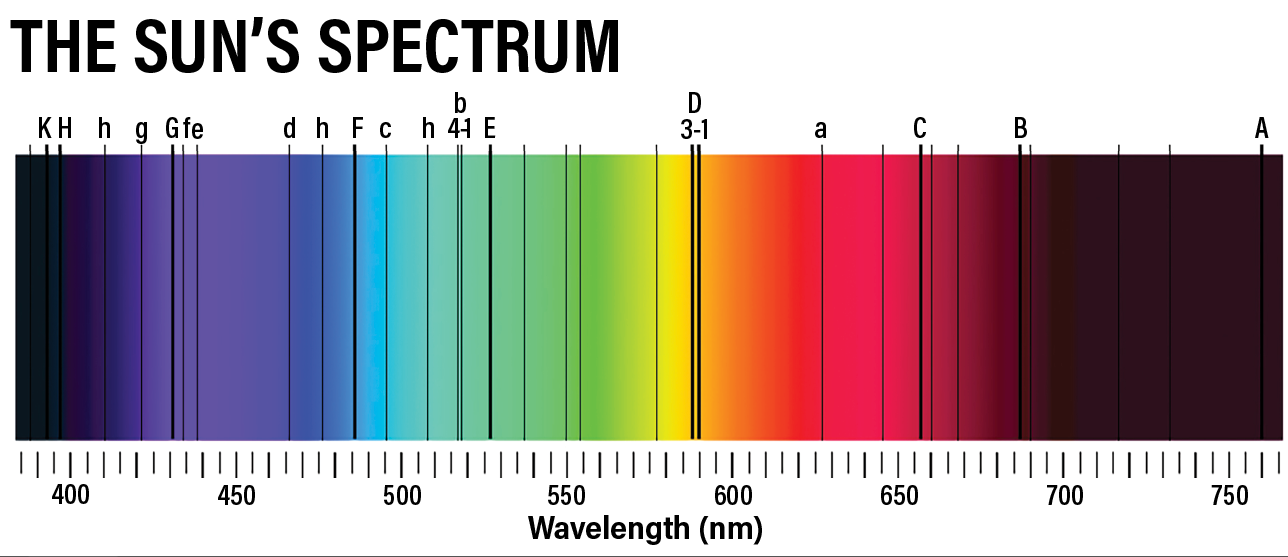 THE SUN'S SPECTRUM
b D
K H h g G f e d h F c h 4-1 E 3-1 a C B A
400 450 500 550 600 650 700 750
Wavelength (nm)